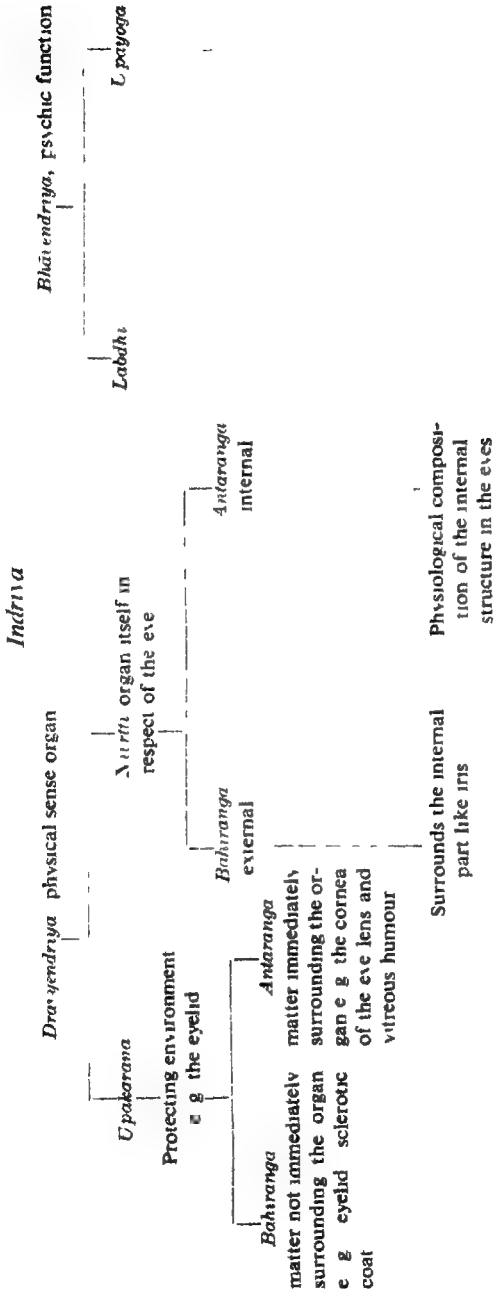 Indriya
Dravyendriya physical sense organ
Bhāvendriya, psychic function
Upakarana
Protecting environment
e g the eyelid
Nivrtti organ itself in
respect of the eye
Labdhi
Upayoga
Bahiranga
external
Antaranga
internal
Bahiranga
matter not immediately
surrounding the organ
e g eyelid sclerotic
coat
Antaranga
matter immediately
surrounding the or-
gan e g the cornea
of the eye lens and
vitreous humour
Surrounds the internal
part like iris
Physiological composi-
tion of the internal
structure in the eyes